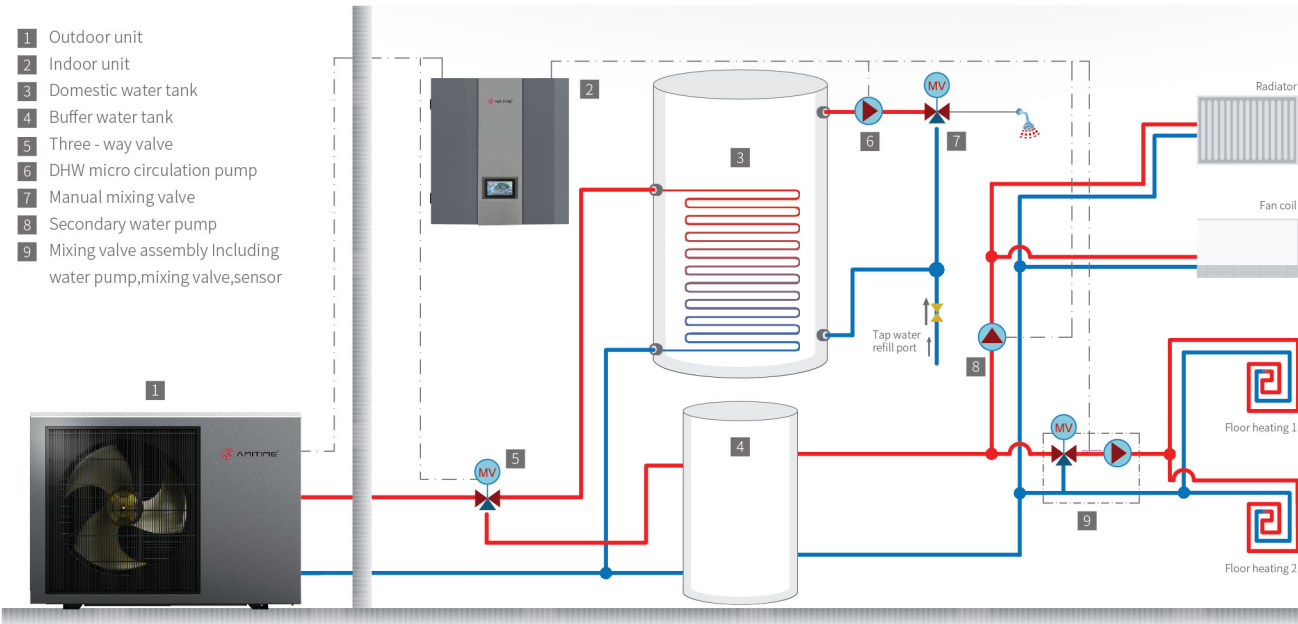 1 Outdoor unit
2 Indoor unit
3 Domestic water tank
4 Buffer water tank
5 Three - way valve
6 DHW micro circulation pump
7 Manual mixing valve
8 Secondary water pump
9 Mixing valve assembly Including
water pump,mixing valve,sensor
AMITIME
2
3
MV
6
7
Radiator
Fan coil
Tap water
refill port
8
1
AMITIME
MV
5
4
MV
9
Floor heating 1
Floor heating 2